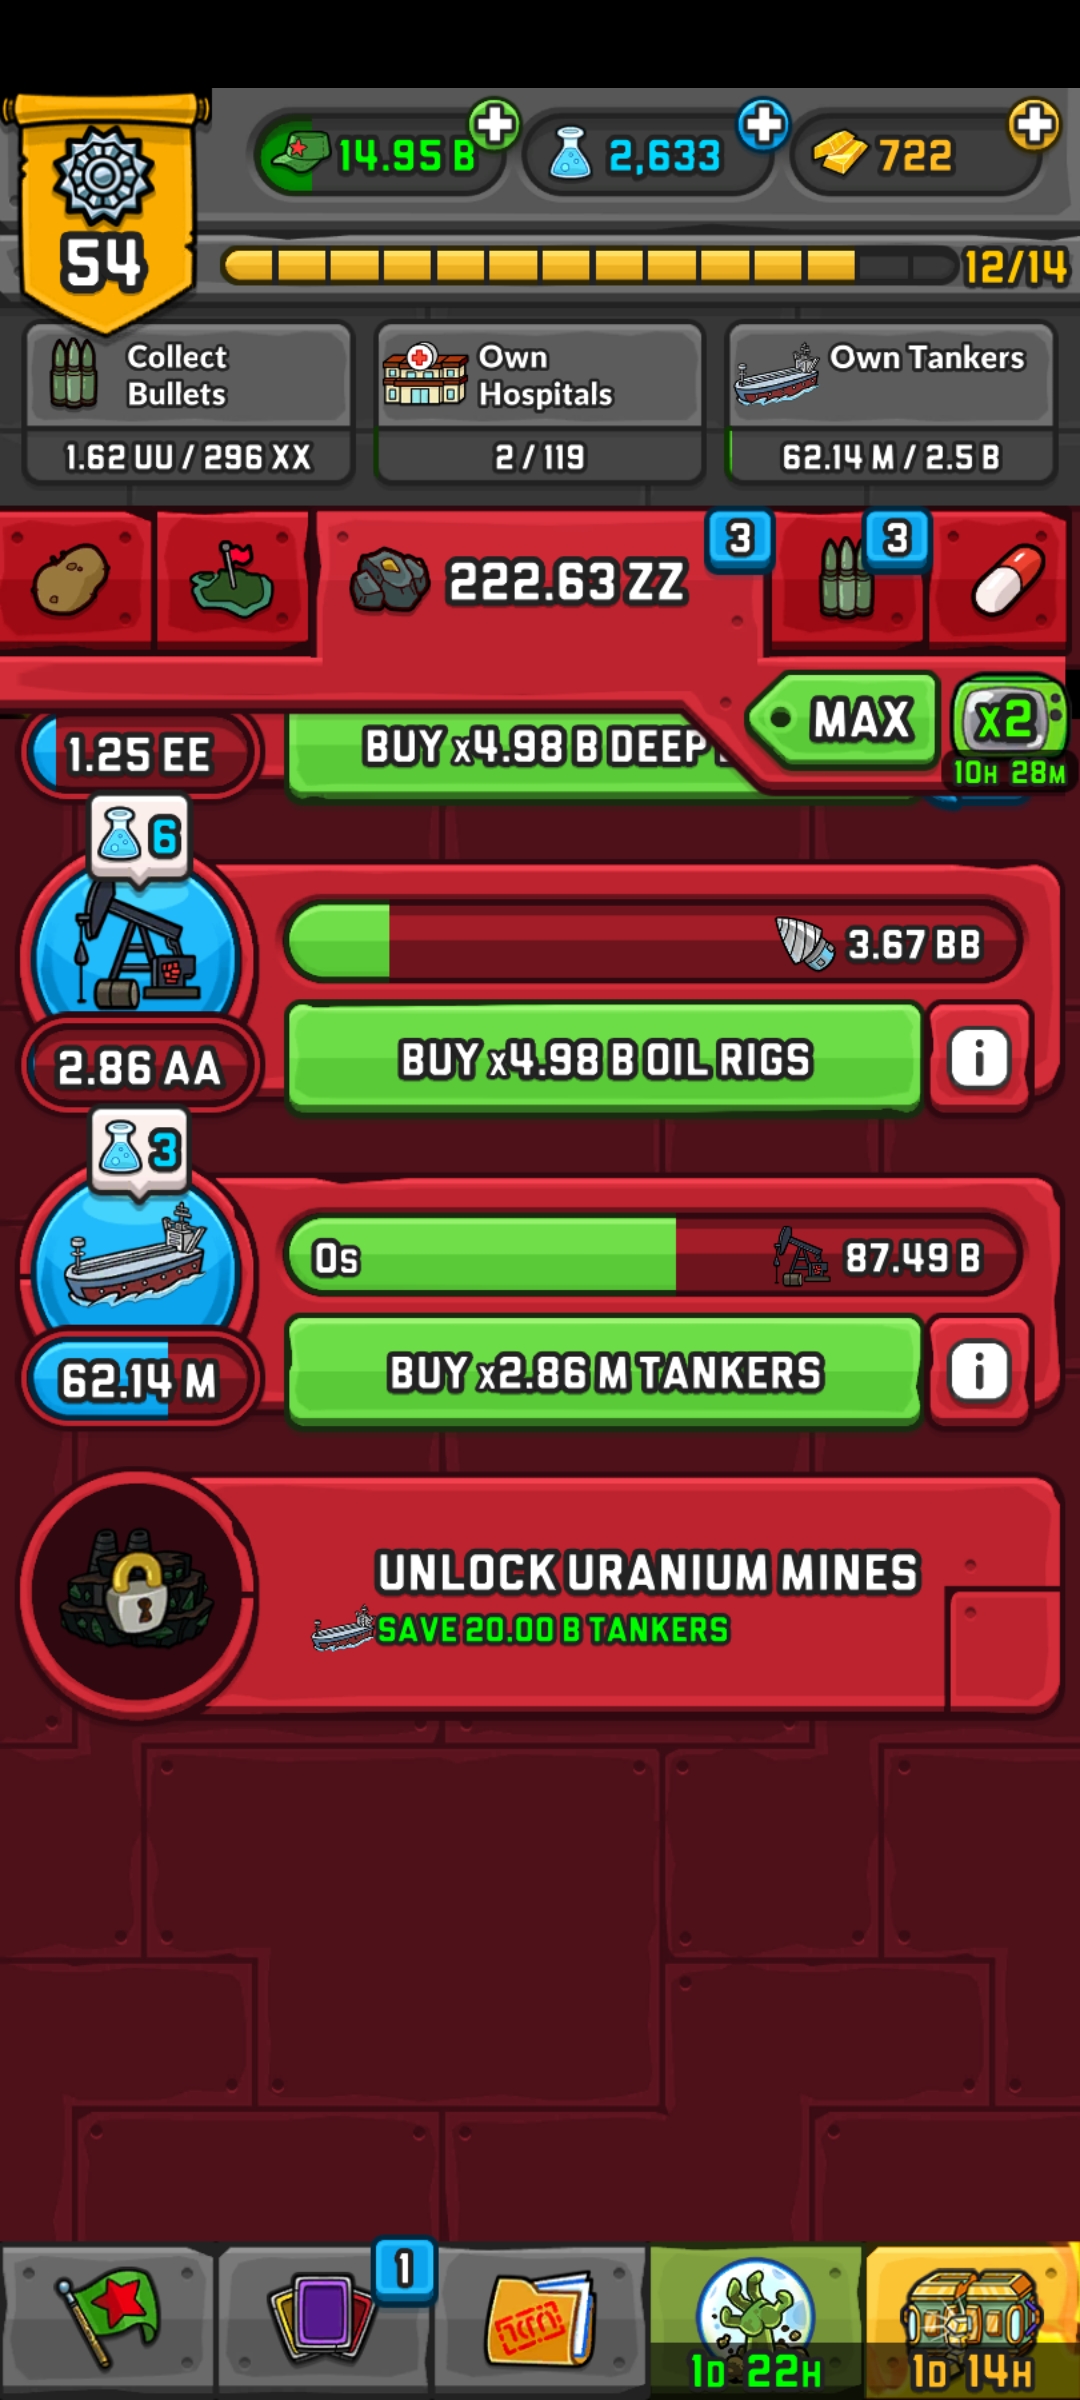 14.95 B
2,633
722
54
12/14
Collect
Bullets
Own
Hospitals
Own Tankers
1.62 UU / 296 XX
2 / 119
62.14 M / 2.5 B
222.63 ZZ
3
3
MAX
x2
10H 28M
1.25 EE
BUY x4.98 B DEEP
6
3.67 BB
2.86 AA
BUY x4.98 B OIL RIGS
i
3
0s
87.49 B
62.14 M
BUY x2.86 M TANKERS
i
UNLOCK URANIUM MINES
SAVE 20.00 B TANKERS
1
1D 22H
1D 14H